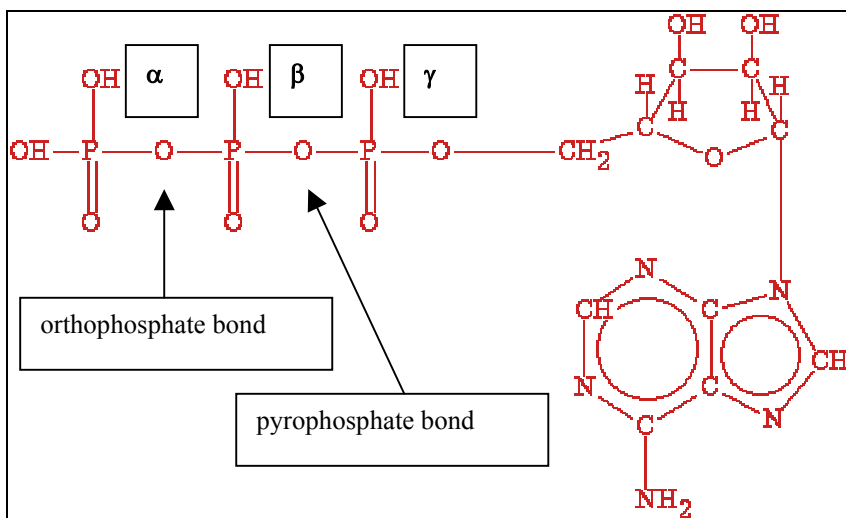 OH OH
α β γ
OH OH OH
C C
H H H H
OH P O P O P O CH2 C O C
O O O
N N
orthophosphate bond
CH C CH
N C N
pyrophosphate bond
C
NH2